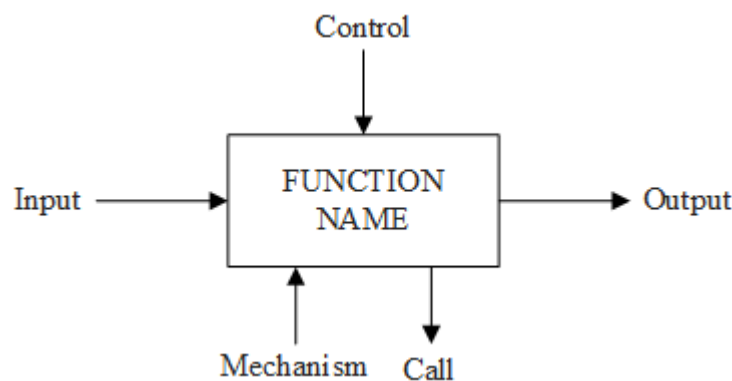 Control
Input
FUNCTION
NAME
Output
Mechanism
Call